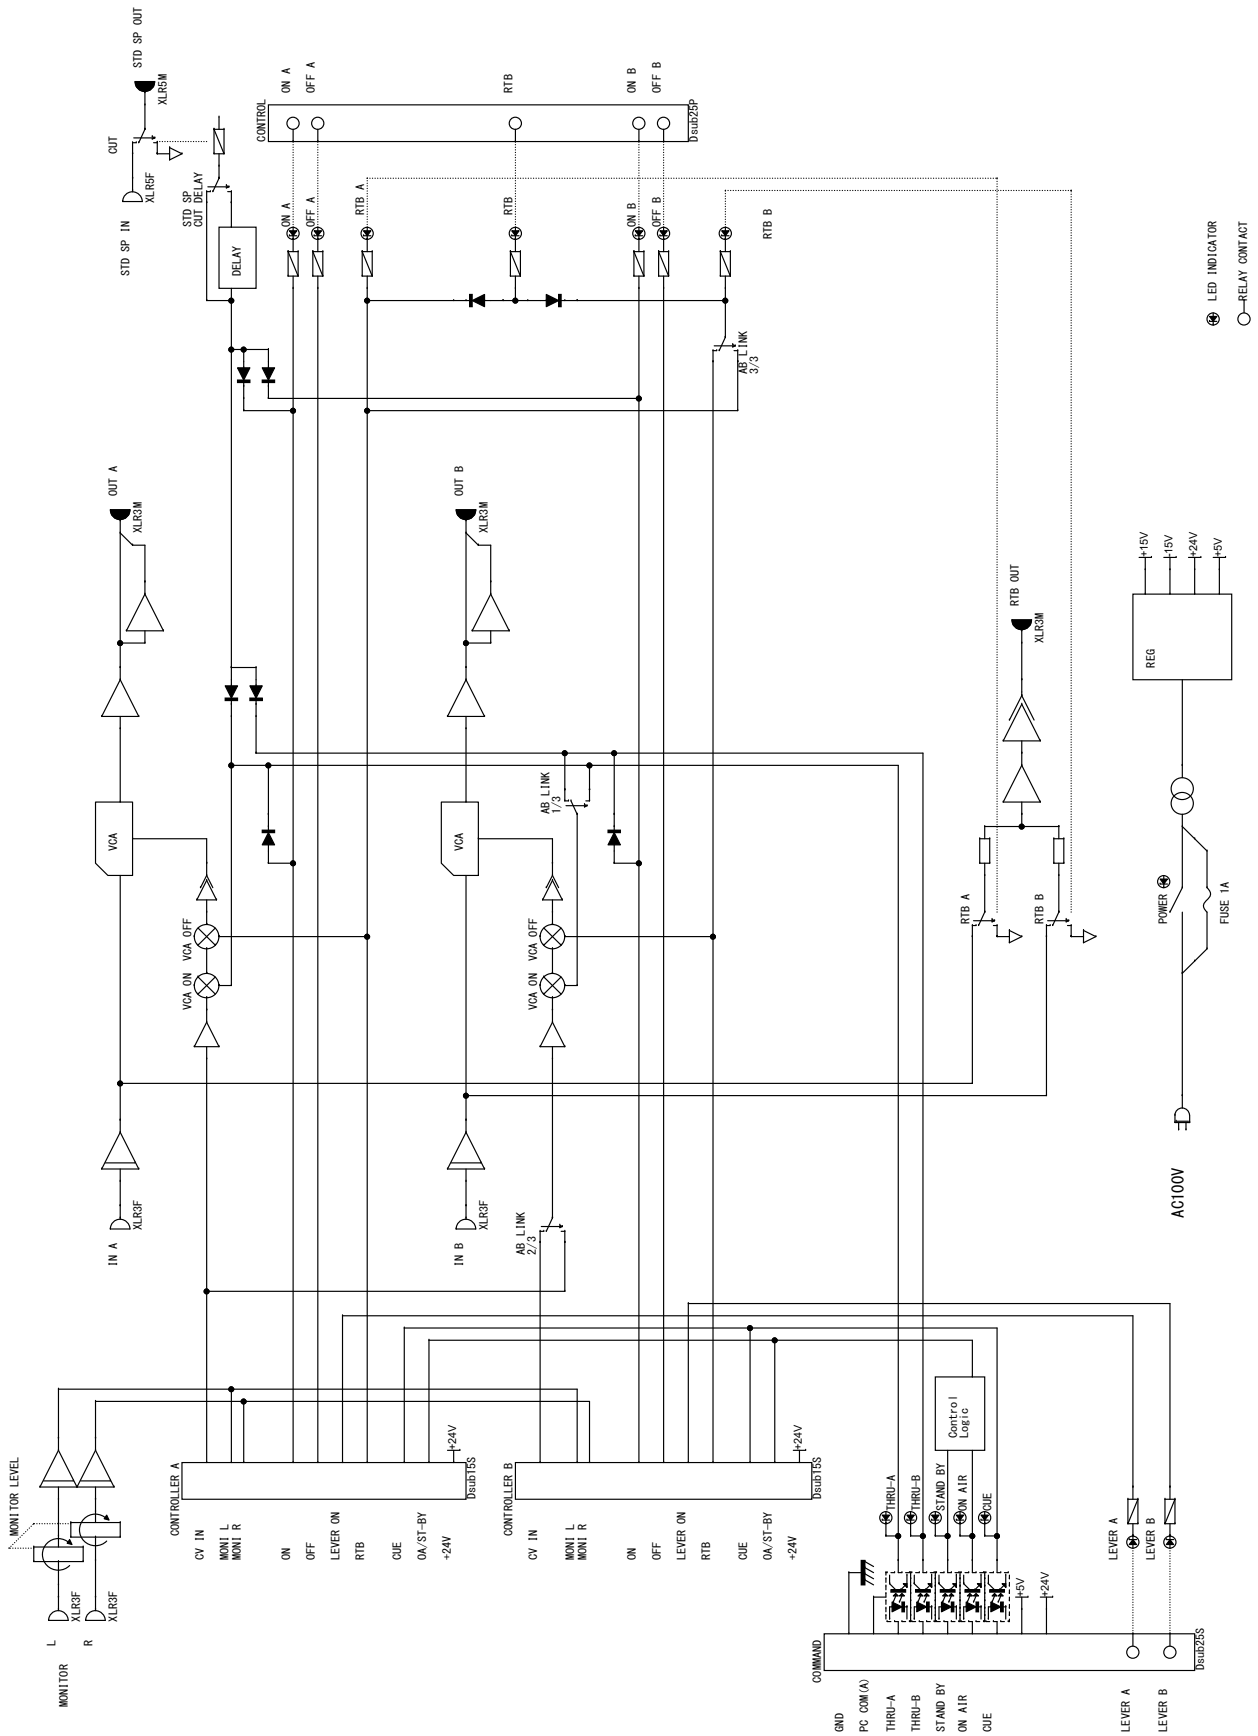 MONITOR
L
R
XLR3F
XLR3F
MONITOR LEVEL
IN A
XLR3F
VCA
OUT A
XLR3M
STD SP IN
XLR5F
CUT
STD SP OUT
XLR5M
STD SP
CUT DELAY
DELAY
VCA ON
VCA OFF
CONTROLLER A
CV IN
MONI L
MONI R
ON
OFF
LEVER ON
RTB
CUE
OA/ST-BY
+24V
+24V
Dsub15S
ON A
OFF A
RTB A
RTB
ON B
OFF B
RTB B
CONTROL
ON A
OFF A
RTB
ON B
OFF B
Dsub25P
IN B
XLR3F
VCA
OUT B
XLR3M
AB LINK
2/3
VCA ON
VCA OFF
AB LINK
1/3
AB LINK
3/3
CONTROLLER B
CV IN
MONI L
MONI R
ON
OFF
LEVER ON
RTB
CUE
OA/ST-BY
+24V
+24V
Dsub15S
COMMAND
GND
PC COM(A)
THRU-A
THRU-B
STAND BY
ON AIR
CUE
THRU-A
THRU-B
STAND BY
ON AIR
CUE
Control
Logic
+5V
+24V
LEVER A
LEVER B
LEVER A
LEVER B
Dsub25S
RTB A
RTB B
RTB OUT
XLR3M
AC100V
POWER
FUSE 1A
REG
+15V
-15V
+24V
+5V
LED INDICATOR
RELAY CONTACT